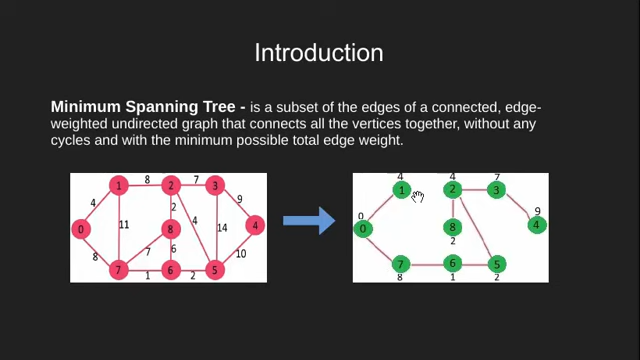 Introduction
Minimum Spanning Tree - is a subset of the edges of a connected, edge-
weighted undirected graph that connects all the vertices together, without any
cycles and with the minimum possible total edge weight.
1 8 2 7 3
4 2 9
0 11 8 4 14 4
8 7 6 10
7 1 6 2 5
4 4 7
1 2 3
0 9
0 8 4
2
7 6 5
8 1 2